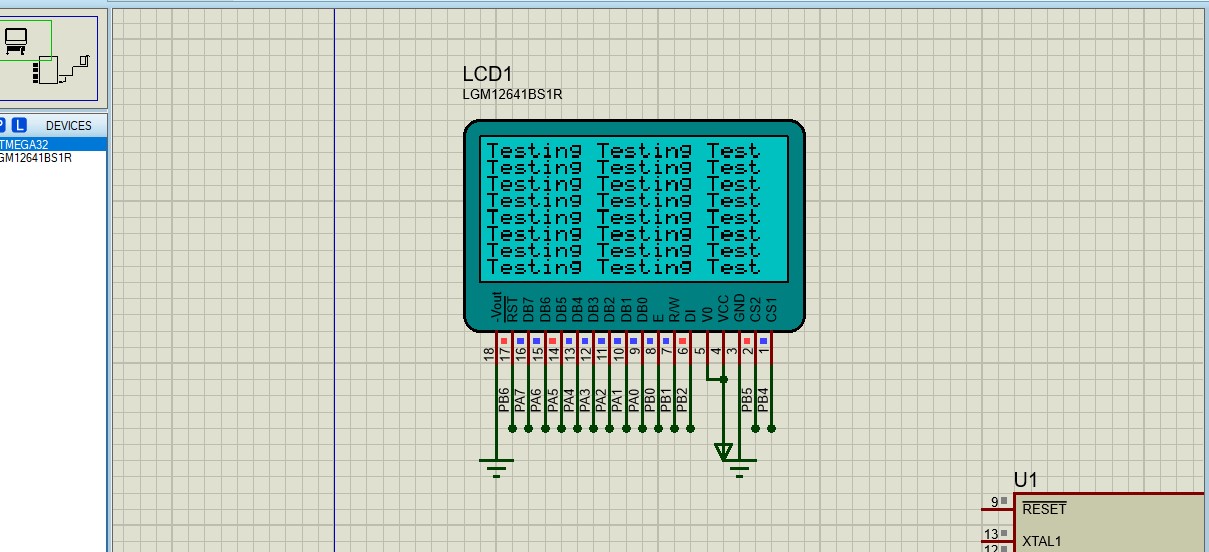 LCD1
LGM12641BS1R
L DEVICES
TMEGA32
GM12641BS1R
Testing Testing Test
Testing Testing Test
Testing Testing Test
Testing Testing Test
Testing Testing Test
Testing Testing Test
Testing Testing Test
Testing Testing Test
-Vout RST DB7 DB6 DB5 DB4 DB3 DB2 DB1 DB0 E R/W DI V0 VCC GND CS2 CS1
18 17 16 15 14 13 12 11 10 9 8 7 6 5 4 3 2 1
PB6 PA7 PA6 PA5 PA4 PA3 PA2 PA1 PA0 PB0 PB1 PB2 PB5 PB4
U1
9 RESET
13 XTAL1
12